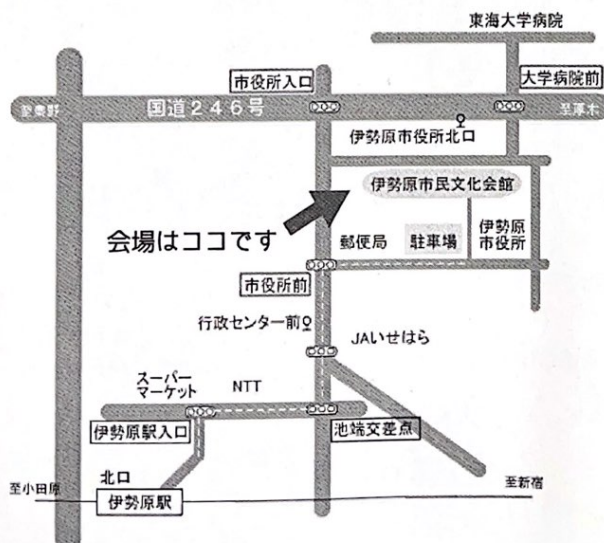 東海大学病院
市役所入口
大学病院前
至秦野
国道246号
至厚木
伊勢原市役所北口
伊勢原市民文化会館
会場はココです
郵便局
駐車場
伊勢原
市役所
市役所前
行政センター前
JAいせはら
スーパー
マーケット
NTT
伊勢原駅入口
池端交差点
北口
至小田原
伊勢原駅
至新宿